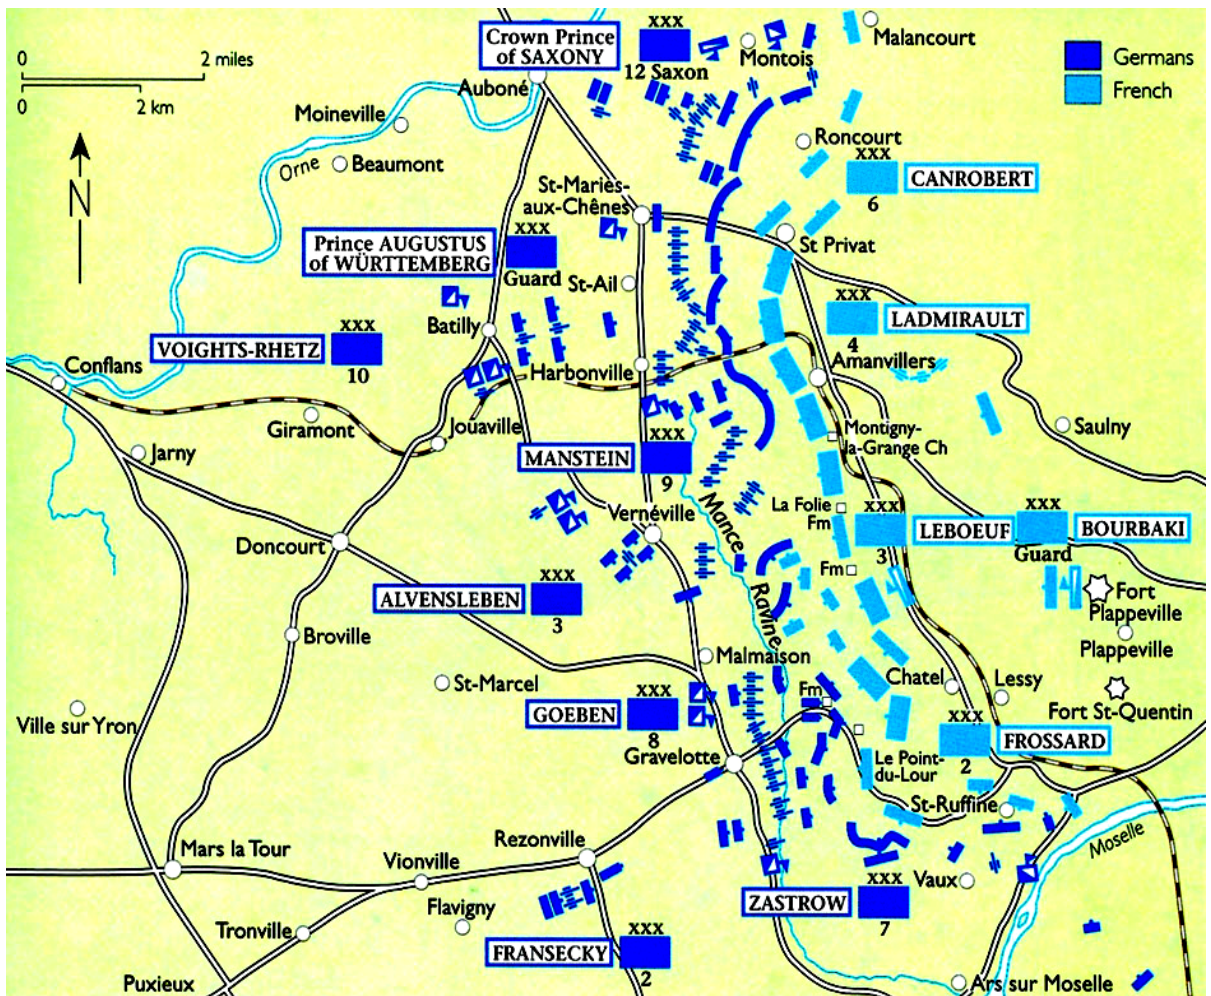 0
2 miles
0
2 km
N
Germans
French
XXX
Crown Prince
of SAXONY
12 Saxon
Auboné
Montois
Malancourt
Moineville
Orne
Beaumont
Roncourt
XXX
CANROBERT
6
St-Maries-
aux-Chênes
XXX
Prince AUGUSTUS
of WÜRTTEMBERG
Guard
St Privat
St-Ail
XXX
LADMIRAULT
4
Batilly
XXX
VOIGHTS-RHETZ
10
Amanvillers
Conflans
Harbonville
Giramont
Jouaville
Saulny
Jarny
Montigny-
la-Grange Ch
XXX
MANSTEIN
9
Mance
Ravine
La Folie
Fm
Vernéville
XXX
LEBOEUF
3
XXX
BOURBAKI
Guard
Doncourt
Fm
XXX
ALVENSLEBEN
3
Fort
Plappeville
Broville
Plappeville
Malmaison
St-Marcel
Chatel
Lessy
Fm
Ville sur Yron
XXX
GOEBEN
8
Fort St-Quentin
XXX
FROSSARD
2
Gravelotte
Le Point-
du-Lour
St-Ruffine
Rezonville
Mars la Tour
Vionville
Moselle
Vaux
XXX
ZASTROW
7
Flavigny
Tronville
XXX
FRANSECKY
2
Puxieux
Ars sur Moselle